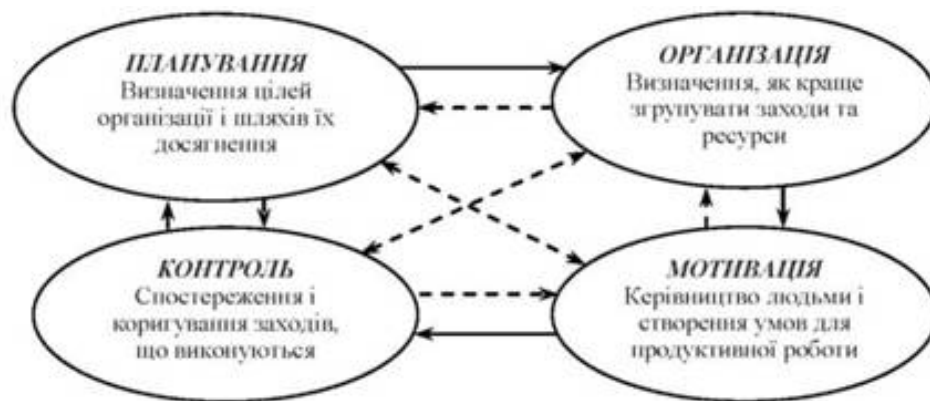 ПЛАНУВАННЯ
Визначення цілей
організації і шляхів їх
досягнення
ОРГАНІЗАЦІЯ
Визначення, як краще
згрупувати заходи та
ресурси
КОНТРОЛЬ
Спостереження і
коригування заходів,
що виконуються
МОТИВАЦІЯ
Керівництво людьми і
створення умов для
продуктивної роботи